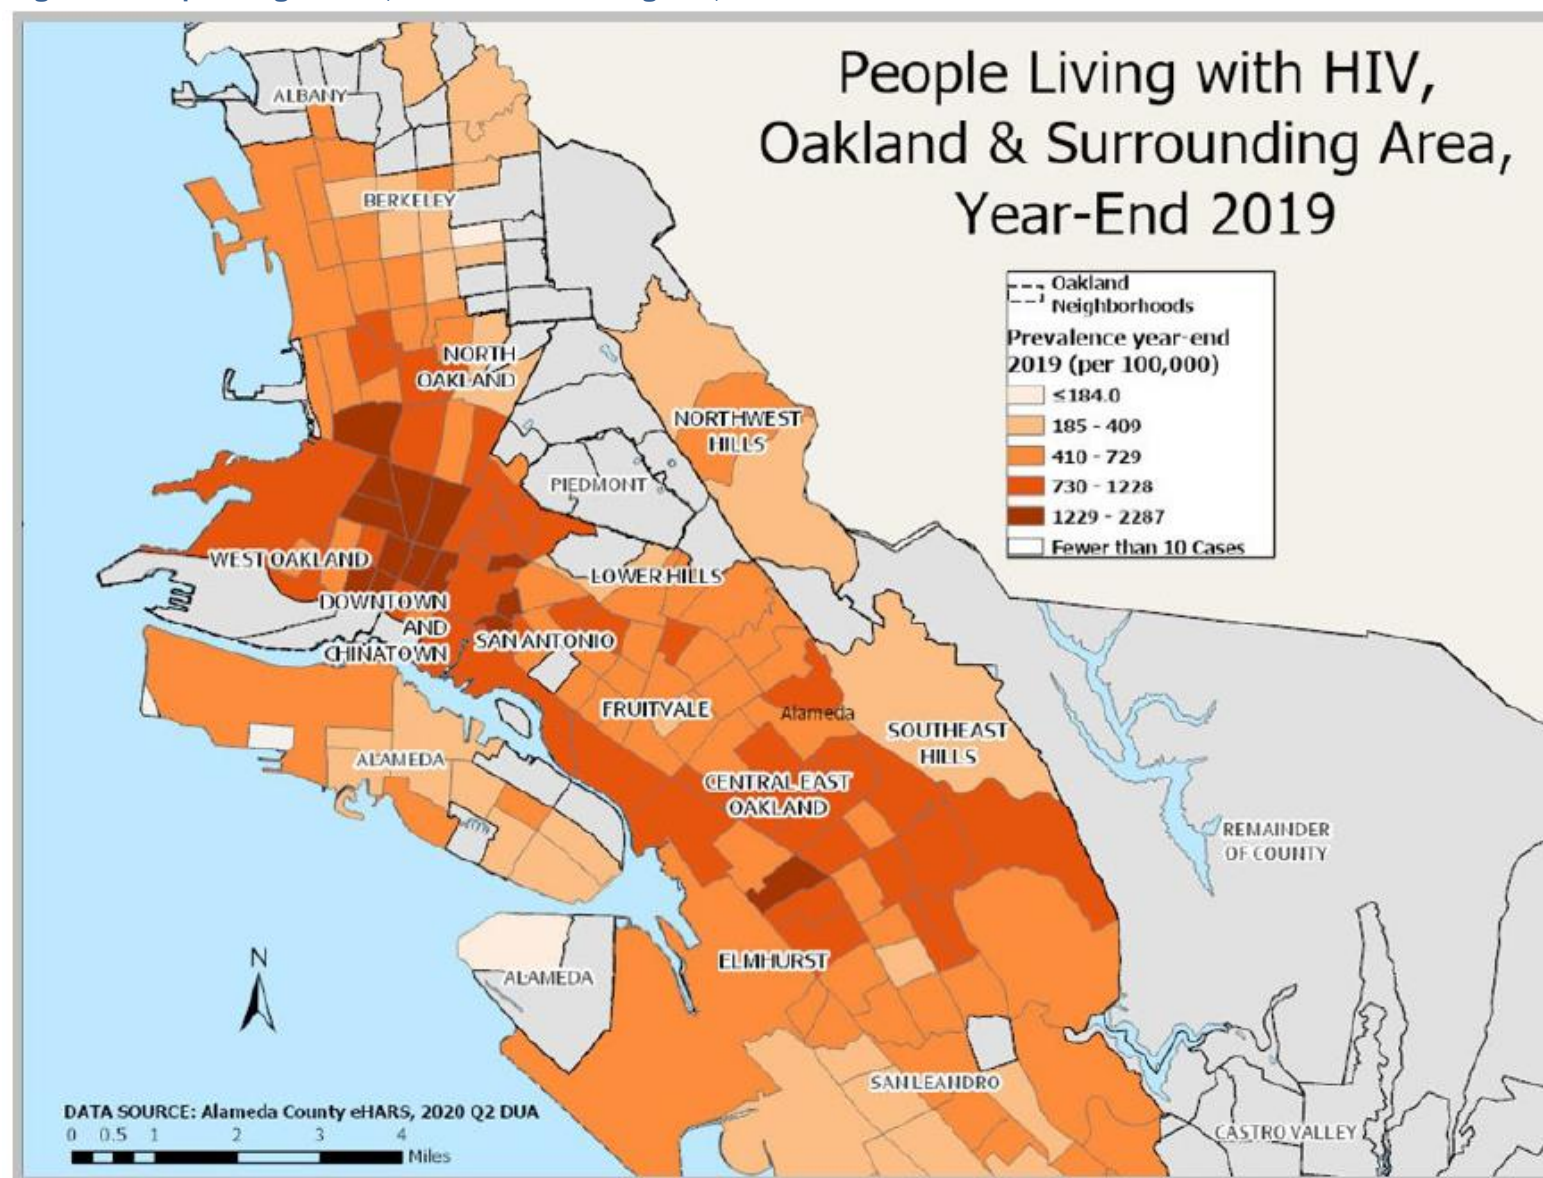 People Living with HIV,
Oakland & Surrounding Area,
Year-End 2019
Oakland
Neighborhoods
Prevalence year-end
2019 (per 100,000)
≤184.0
185 - 409
410 - 729
730 - 1228
1229 - 2287
Fewer than 10 Cases
ALBANY
BERKELEY
NORTH
OAKLAND
NORTHWEST
HILLS
PIEDMONT
WEST OAKLAND
LOWER HILLS
DOWNTOWN
AND
CHINATOWN
SAN ANTONIO
FRUITVALE
Alameda
SOUTHEAST
HILLS
ALAMEDA
CENTRAL EAST
OAKLAND
REMAINDER
OF COUNTY
ELMHURST
ALAMEDA
N
SAN LEANDRO
CASTRO VALLEY
DATA SOURCE: Alameda County eHARS, 2020 Q2 DUA
0 0.5 1 2 3 4
Miles